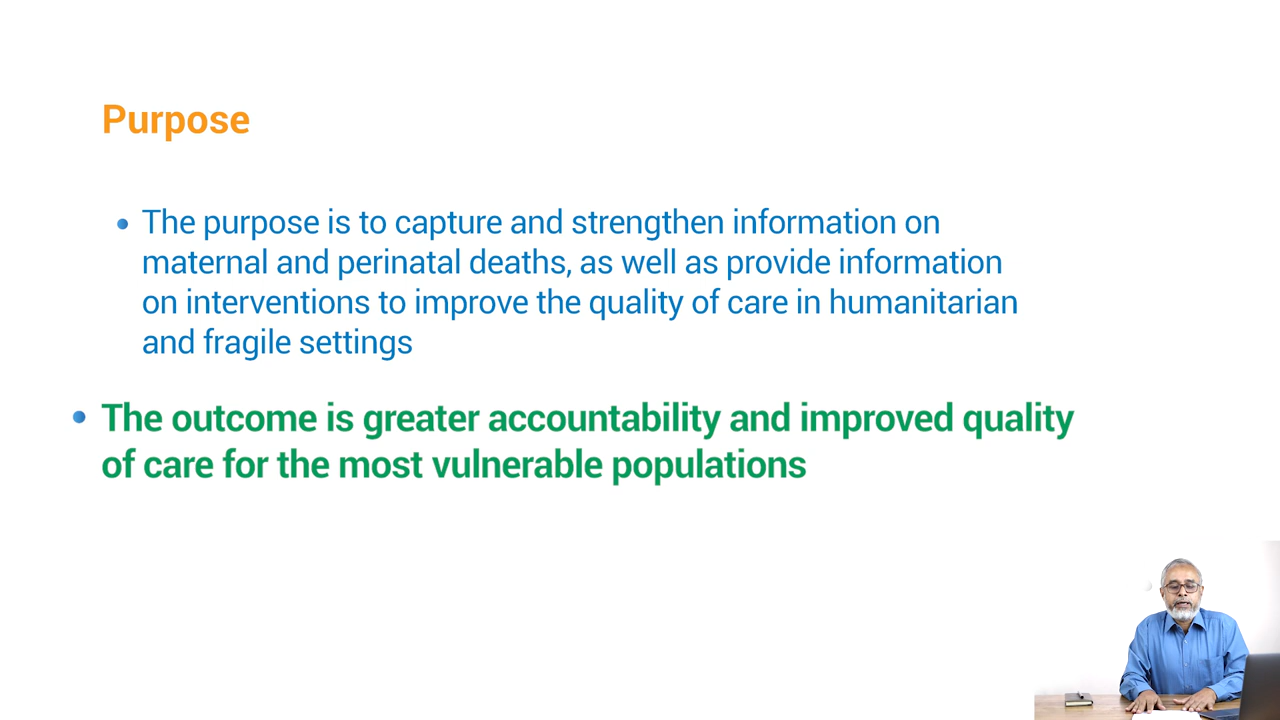 Purpose
• The purpose is to capture and strengthen information on
maternal and perinatal deaths, as well as provide information
on interventions to improve the quality of care in humanitarian
and fragile settings
• The outcome is greater accountability and improved quality
of care for the most vulnerable populations